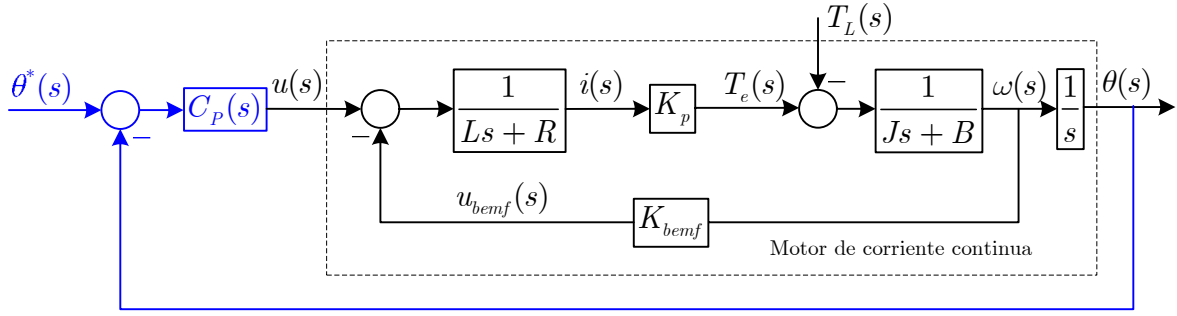 T_L(s)
θ*(s)
C_P(s)
u(s)
1
Ls + R
i(s)
K_p
T_e(s)
1
Js + B
ω(s)
1
s
θ(s)
−
−
−
u_bemf(s)
K_bemf
Motor de corriente continua